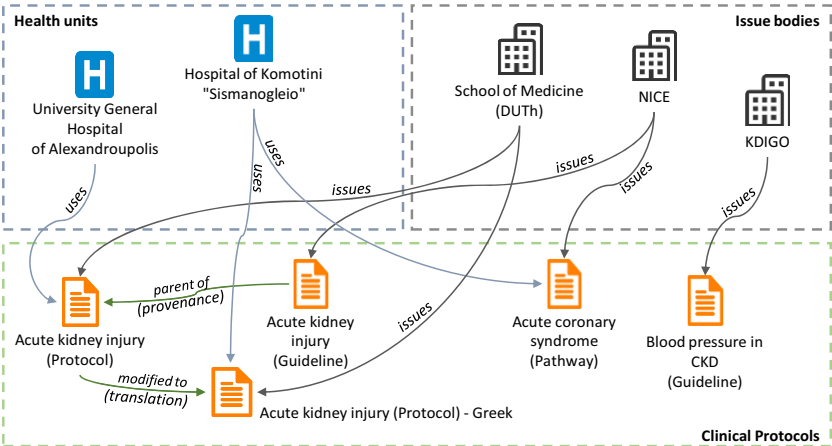 Health units
Issue bodies
H
H
University General
Hospital
of Alexandroupolis
Hospital of Komotini
"Sismanogleio"
School of Medicine
(DUTh)
NICE
KDIGO
uses
uses
uses
issues
issues
issues
issues
issues
parent of
(provenance)
Acute kidney injury
(Protocol)
Acute kidney
injury
(Guideline)
Acute coronary
syndrome
(Pathway)
Blood pressure in
CKD
(Guideline)
modified to
(translation)
Acute kidney injury (Protocol) - Greek
Clinical Protocols